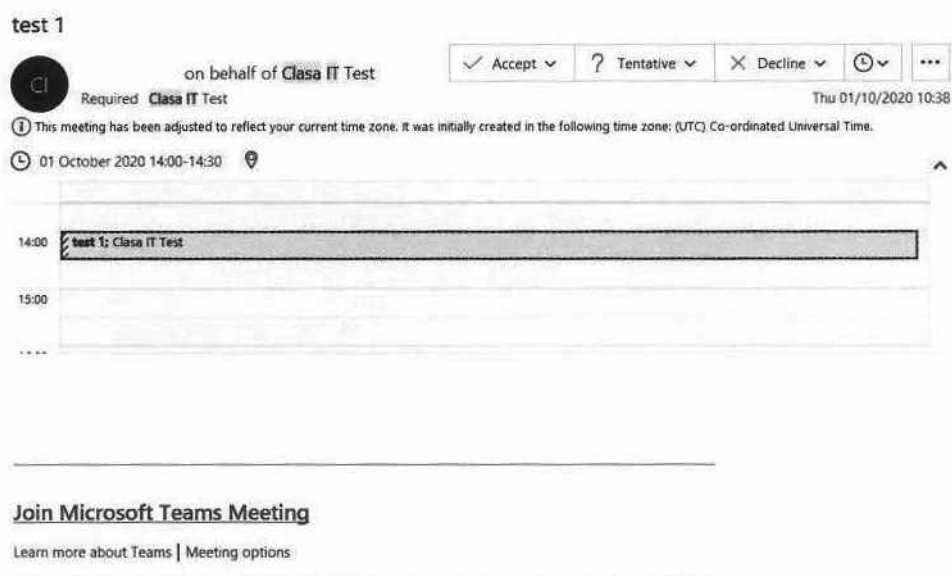 test 1
CI
on behalf of Clasa IT Test
Accept
? Tentative
Decline
...
Required Clasa IT Test
Thu 01/10/2020 10:38
This meeting has been adjusted to reflect your current time zone. It was initially created in the following time zone: (UTC) Co-ordinated Universal Time.
01 October 2020 14:00-14:30
14:00 test 1; Clasa IT Test
15:00
Join Microsoft Teams Meeting
Learn more about Teams | Meeting options